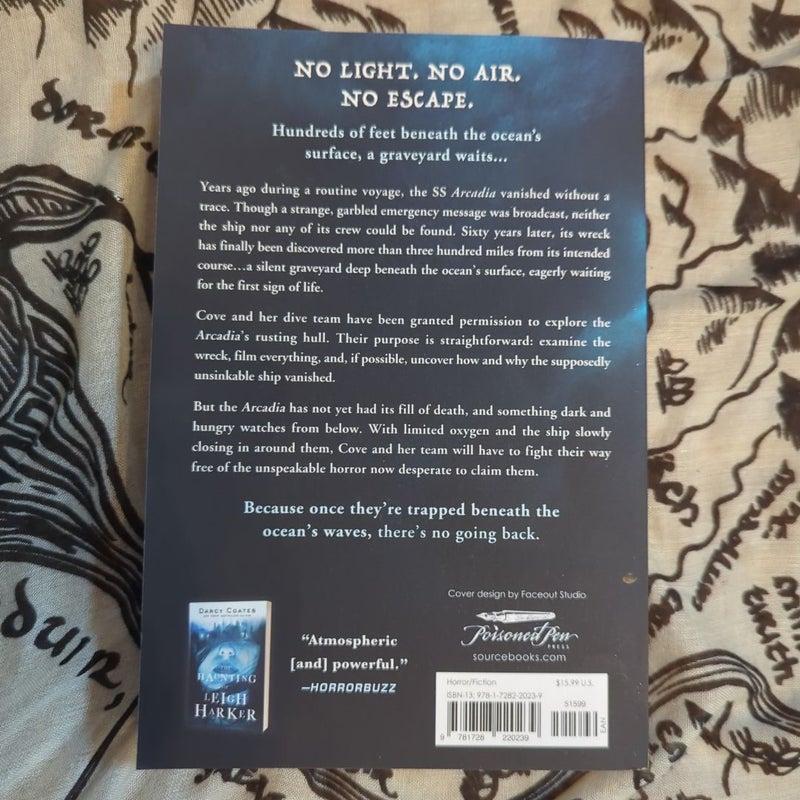 NO LIGHT. NO AIR.
NO ESCAPE.
Hundreds of feet beneath the ocean's
surface, a graveyard waits...
Years ago during a routine voyage, the SS Arcadia vanished without a
trace. Though a strange, garbled emergency message was broadcast, neither
the ship nor any of its crew could be found. Sixty years later, its wreck
has finally been discovered more than three hundred miles from its intended
course...a silent graveyard deep beneath the ocean's surface, eagerly waiting
for the first sign of life.
Cove and her dive team have been granted permission to explore the
Arcadia's rusting hull. Their purpose is straightforward: examine the
wreck, film everything, and, if possible, uncover how and why the supposedly
unsinkable ship vanished.
But the Arcadia has not yet had its fill of death, and something dark and
hungry watches from below. With limited oxygen and the ship slowly
closing in around them, Cove and her team will have to fight their way
free of the unspeakable horror now desperate to claim them.
Because once they're trapped beneath the
ocean's waves, there's no going back.
DARCY COATES
THE
HAUNTING
OF
LEIGH
HARKER
"Atmospheric
[and] powerful."
—HORRORBUZZ
Cover design by Faceout Studio
Poisoned Pen
PRESS
sourcebooks.com
Horror/Fiction $15.99 U.S.
ISBN-13: 978-1-7282-2023-9
51599
EAN
9 781728 220239
DUIR,